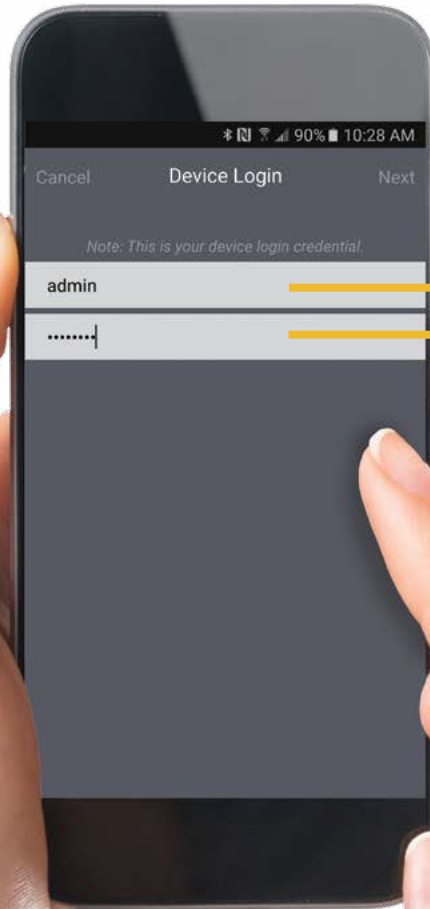 90% 10:28 AM
Cancel Device Login Next
Note: This is your device login credential.
admin
••••••••